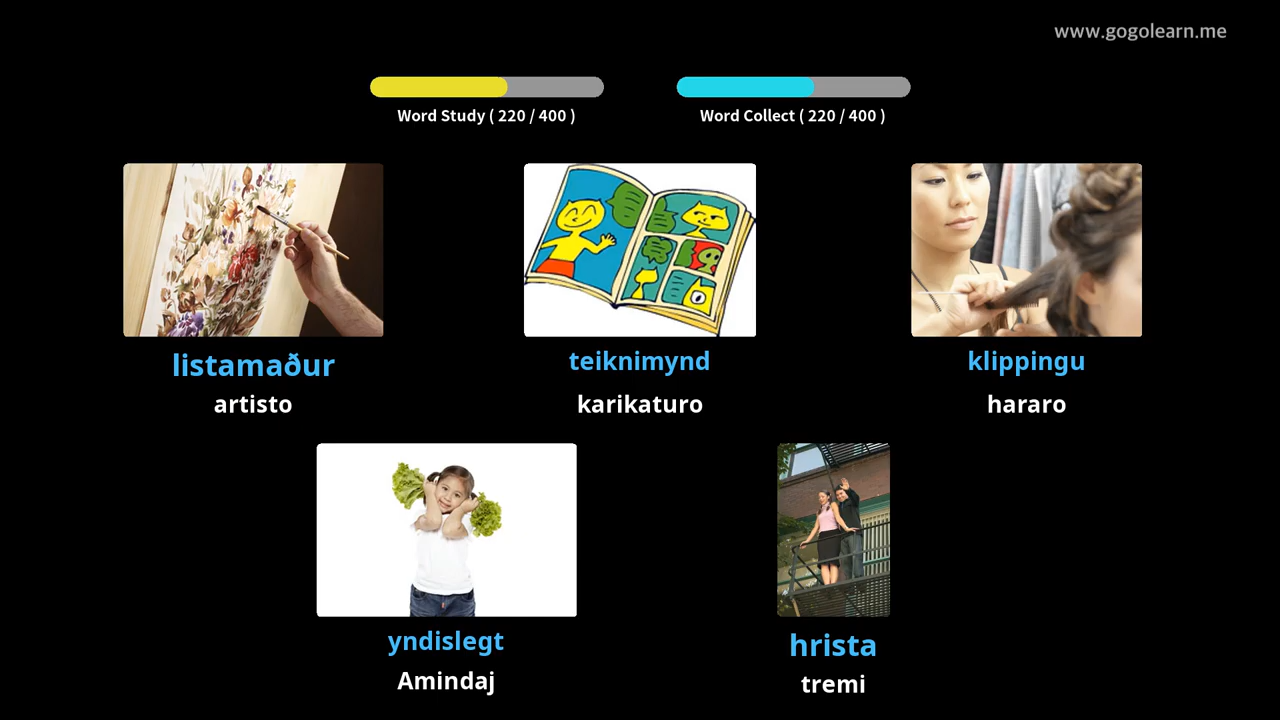 www.gogolearn.me
Word Study ( 220 / 400 )
Word Collect ( 220 / 400 )
listamaður
artisto
teiknimynd
karikaturo
klippingu
hararo
yndislegt
Amindaj
hrista
tremi